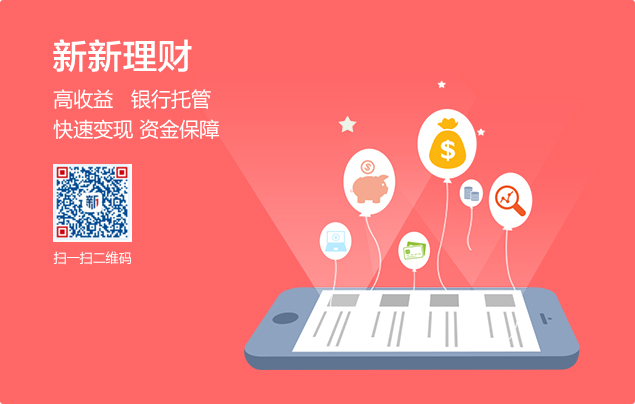 新新理财
高收益 银行托管
快速变现 资金保障
新
扫一扫二维码
$
$